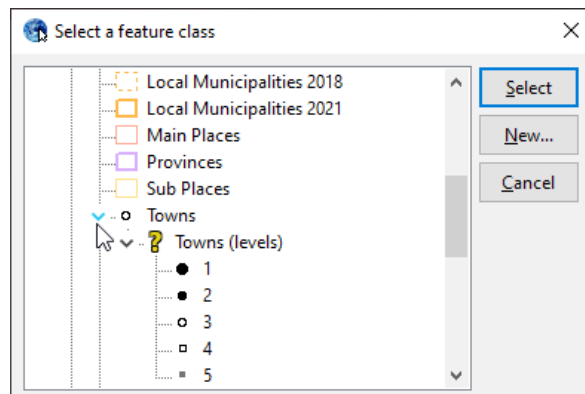 Select a feature class
Local Municipalities 2018
Local Municipalities 2021
Main Places
Provinces
Sub Places
Towns
Towns (levels)
1
2
3
4
5
Select
New...
Cancel